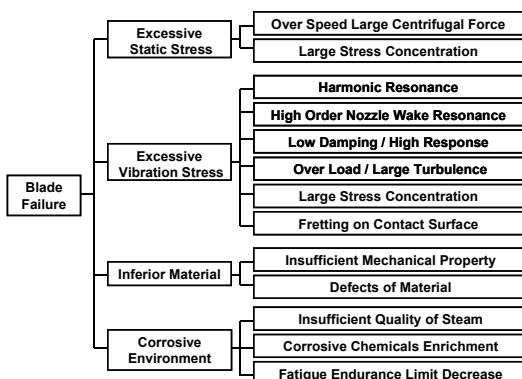 Blade
Failure
Excessive
Static Stress
Over Speed Large Centrifugal Force
Large Stress Concentration
Excessive
Vibration Stress
Harmonic Resonance
High Order Nozzle Wake Resonance
Low Damping / High Response
Over Load / Large Turbulence
Large Stress Concentration
Fretting on Contact Surface
Inferior Material
Insufficient Mechanical Property
Defects of Material
Corrosive
Environment
Insufficient Quality of Steam
Corrosive Chemicals Enrichment
Fatigue Endurance Limit Decrease